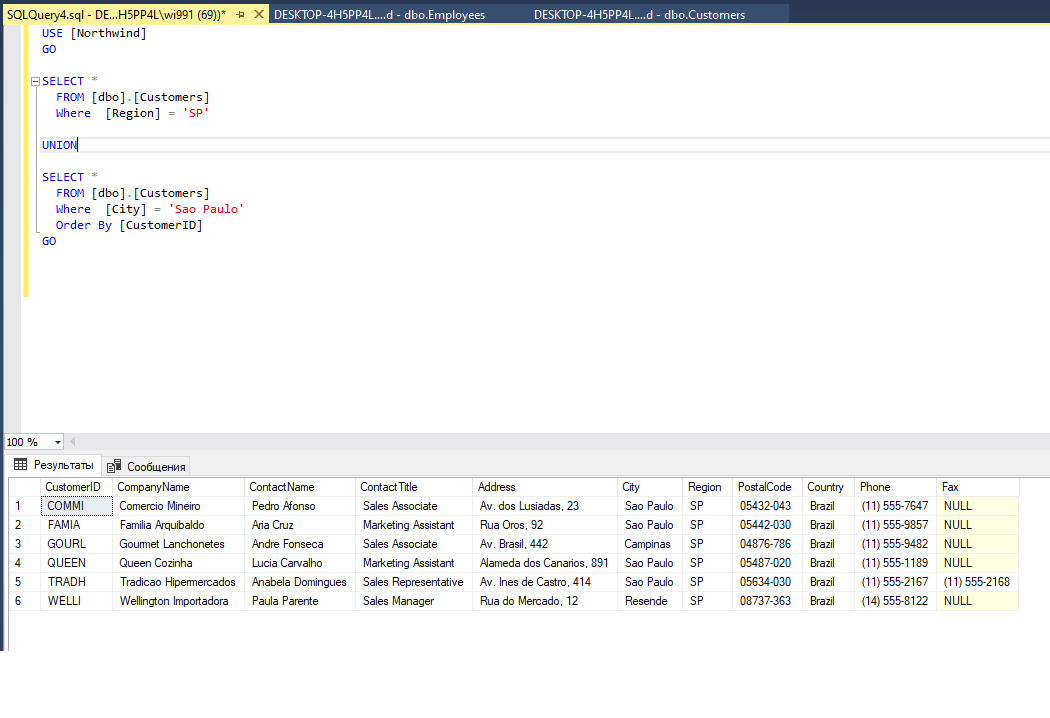 SQLQuery4.sql - DE...H5PP4L\wi991 (69))* DESKTOP-4H5PP4L....d - dbo.Employees DESKTOP-4H5PP4L....d - dbo.Customers
USE [Northwind]
GO
SELECT *
FROM [dbo].[Customers]
Where [Region] = 'SP'
UNION
SELECT *
FROM [dbo].[Customers]
Where [City] = 'Sao Paulo'
Order By [CustomerID]
GO
100 %
Результаты Сообщения
CustomerID CompanyName ContactName ContactTitle Address City Region PostalCode Country Phone Fax
1 COMMI Comercio Mineiro Pedro Afonso Sales Associate Av. dos Lusiadas, 23 Sao Paulo SP 05432-043 Brazil (11) 555-7647 NULL
2 FAMIA Familia Arquibaldo Aria Cruz Marketing Assistant Rua Oros, 92 Sao Paulo SP 05442-030 Brazil (11) 555-9857 NULL
3 GOURL Gourmet Lanchonetes Andre Fonseca Sales Associate Av. Brasil, 442 Campinas SP 04876-786 Brazil (11) 555-9482 NULL
4 QUEEN Queen Cozinha Lucia Carvalho Marketing Assistant Alameda dos Canarios, 891 Sao Paulo SP 05487-020 Brazil (11) 555-1189 NULL
5 TRADH Tradicao Hipermercados Anabela Domingues Sales Representative Av. Ines de Castro, 414 Sao Paulo SP 05634-030 Brazil (11) 555-2167 (11) 555-2168
6 WELLI Wellington Importadora Paula Parente Sales Manager Rua do Mercado, 12 Resende SP 08737-363 Brazil (14) 555-8122 NULL